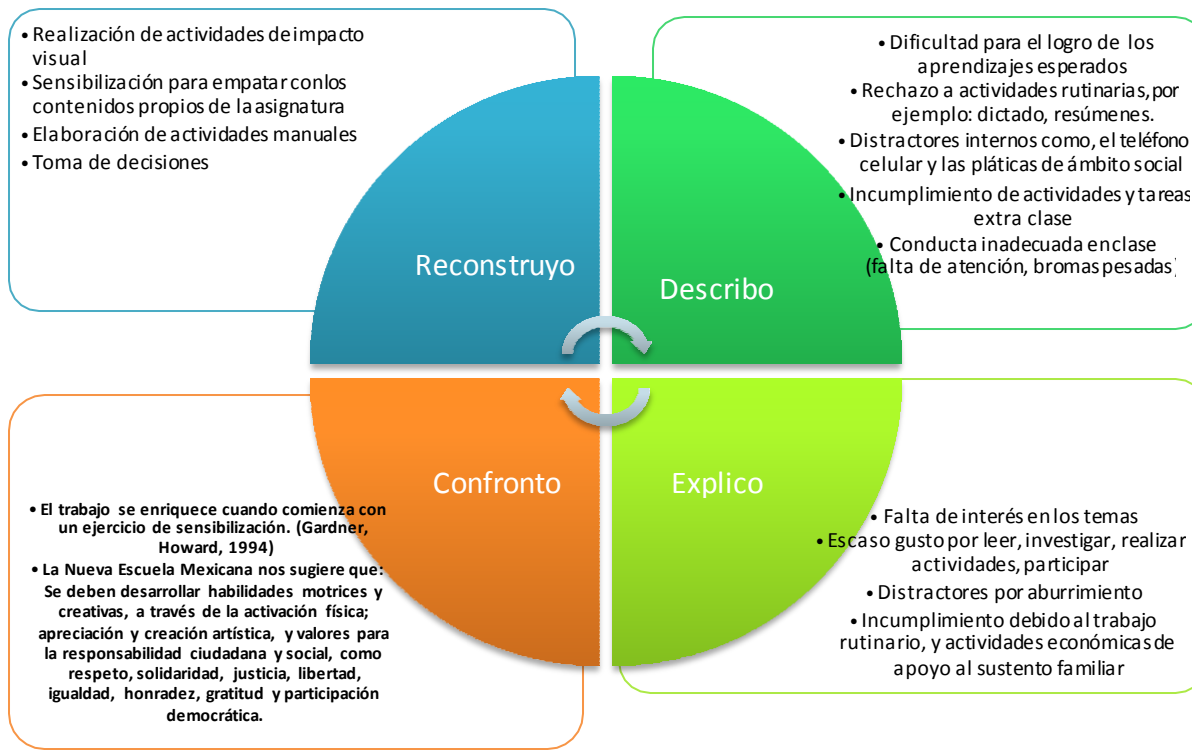 • Realización de actividades de impacto
visual
• Sensibilización para empatar con los
contenidos propios de la asignatura
• Elaboración de actividades manuales
• Toma de decisiones
• Dificultad para el logro de los
aprendizajes esperados
• Rechazo a actividades rutinarias, por
ejemplo: dictado, resúmenes.
• Distractores internos como, el teléfono
celular y las pláticas de ámbito social
• Incumplimiento de actividades y tareas
extra clase
• Conducta inadecuada en clase
(falta de atención, bromas pesadas)
Reconstruyo
Describo
Confronto
Explico
• El trabajo se enriquece cuando comienza con
un ejercicio de sensibilización. (Gardner,
Howard, 1994)
• La Nueva Escuela Mexicana nos sugiere que:
Se deben desarrollar habilidades motrices y
creativas, a través de la activación física;
apreciación y creación artística, y valores para
la responsabilidad ciudadana y social, como
respeto, solidaridad, justicia, libertad,
igualdad, honradez, gratitud y participación
democrática.
• Falta de interés en los temas
• Escaso gusto por leer, investigar, realizar
actividades, participar
• Distractores por aburrimiento
• Incumplimiento debido al trabajo
rutinario, y actividades económicas de
apoyo al sustento familiar